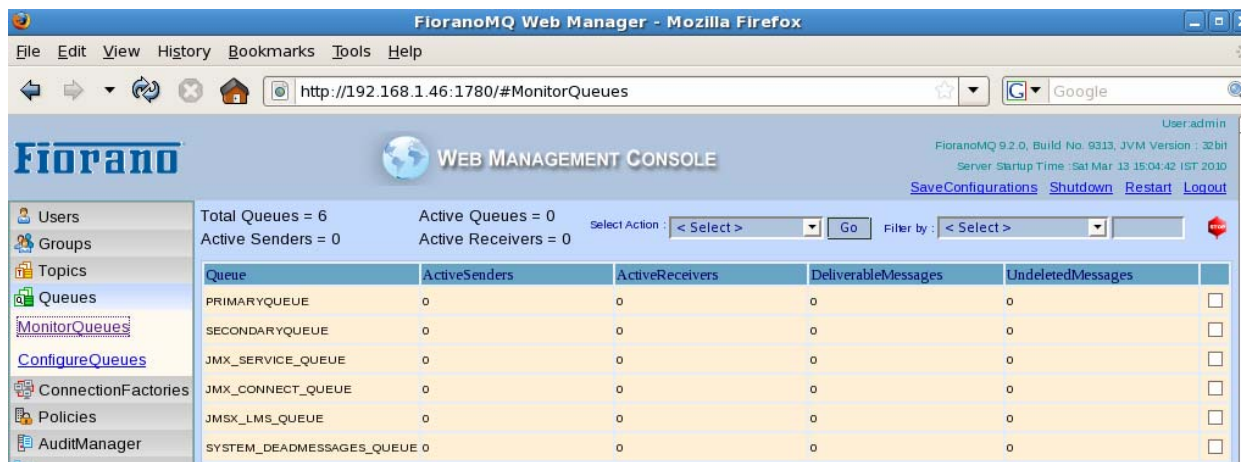 FioranoMQ Web Manager - Mozilla Firefox
File Edit View History Bookmarks Tools Help
http://192.168.1.46:1780/#MonitorQueues
G Google
User:admin
Fiorano
WEB MANAGEMENT CONSOLE
FioranoMQ 9.2.0, Build No. 9313, JVM Version : 32bit
Server Startup Time :Sat Mar 13 15:04:42 IST 2010
SaveConfigurations Shutdown Restart Logout
Users
Groups
Topics
Queues
MonitorQueues
ConfigureQueues
ConnectionFactories
Policies
AuditManager
Total Queues = 6 Active Queues = 0
Active Senders = 0 Active Receivers = 0
Select Action : < Select > Go Filter by : < Select > STOP
Queue ActiveSenders ActiveReceivers DeliverableMessages UndeletedMessages
PRIMARYQUEUE 0 0 0 0
SECONDARYQUEUE 0 0 0 0
JMX_SERVICE_QUEUE 0 0 0 0
JMX_CONNECT_QUEUE 0 0 0 0
JMSX_LMS_QUEUE 0 0 0 0
SYSTEM_DEADMESSAGES_QUEUE 0 0 0 0